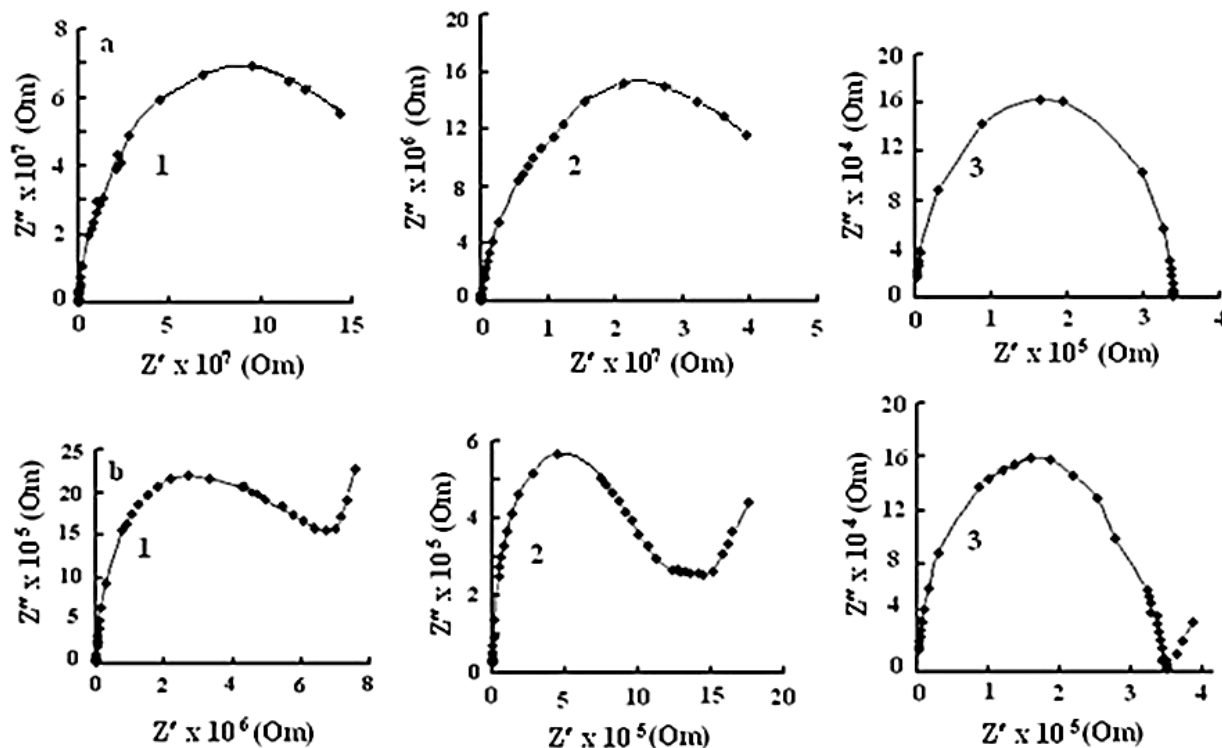 a
8
6
4
2
0
0 5 10 15
Z" x 10⁷ (Om)
Z' x 10⁷ (Om)
1
20
16
12
8
4
0
0 1 2 3 4 5
Z" x 10⁶ (Om)
Z' x 10⁷ (Om)
2
20
16
12
8
4
0
0 1 2 3 4
Z" x 10⁴ (Om)
Z' x 10⁵ (Om)
3
b
25
20
15
10
5
0
0 2 4 6 8
Z" x 10⁵ (Om)
Z' x 10⁶ (Om)
1
6
4
2
0
0 5 10 15 20
Z" x 10⁵ (Om)
Z' x 10⁵ (Om)
2
20
16
12
8
4
0
0 1 2 3 4
Z" x 10⁴ (Om)
Z' x 10⁵ (Om)
3